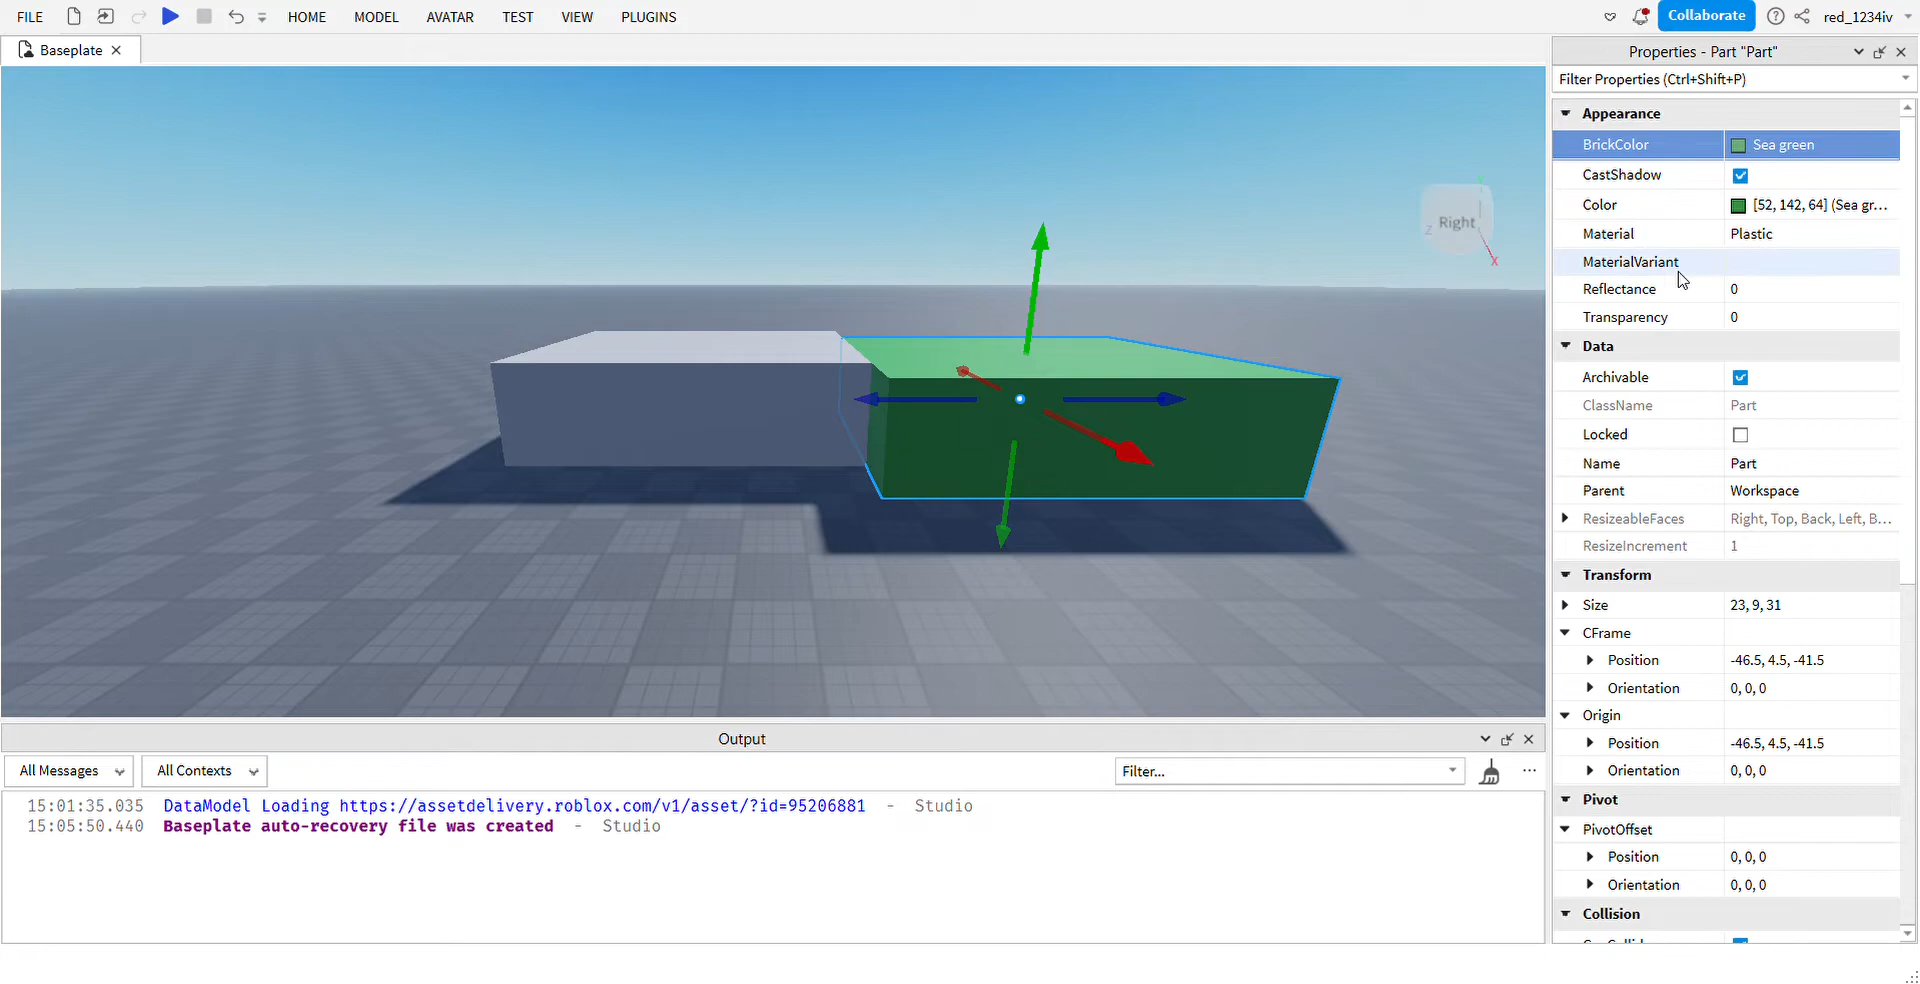 FILE HOME MODEL AVATAR TEST VIEW PLUGINS Collaborate red_1234iv
Baseplate
Properties - Part "Part"
Filter Properties (Ctrl+Shift+P)
Appearance
BrickColor Sea green
CastShadow
Color [52, 142, 64] (Sea gr...
Material Plastic
MaterialVariant
Reflectance 0
Transparency 0
Data
Archivable
ClassName Part
Locked
Name Part
Parent Workspace
ResizeableFaces Right, Top, Back, Left, B...
ResizeIncrement 1
Transform
Size 23, 9, 31
CFrame
Position -46.5, 4.5, -41.5
Orientation 0, 0, 0
Origin
Position -46.5, 4.5, -41.5
Orientation 0, 0, 0
Pivot
PivotOffset
Position 0, 0, 0
Orientation 0, 0, 0
Collision
Right
Y
Z
X
Output
All Messages All Contexts Filter...
15:01:35.035 DataModel Loading https://assetdelivery.roblox.com/v1/asset/?id=95206881 - Studio
15:05:50.440 Baseplate auto-recovery file was created - Studio